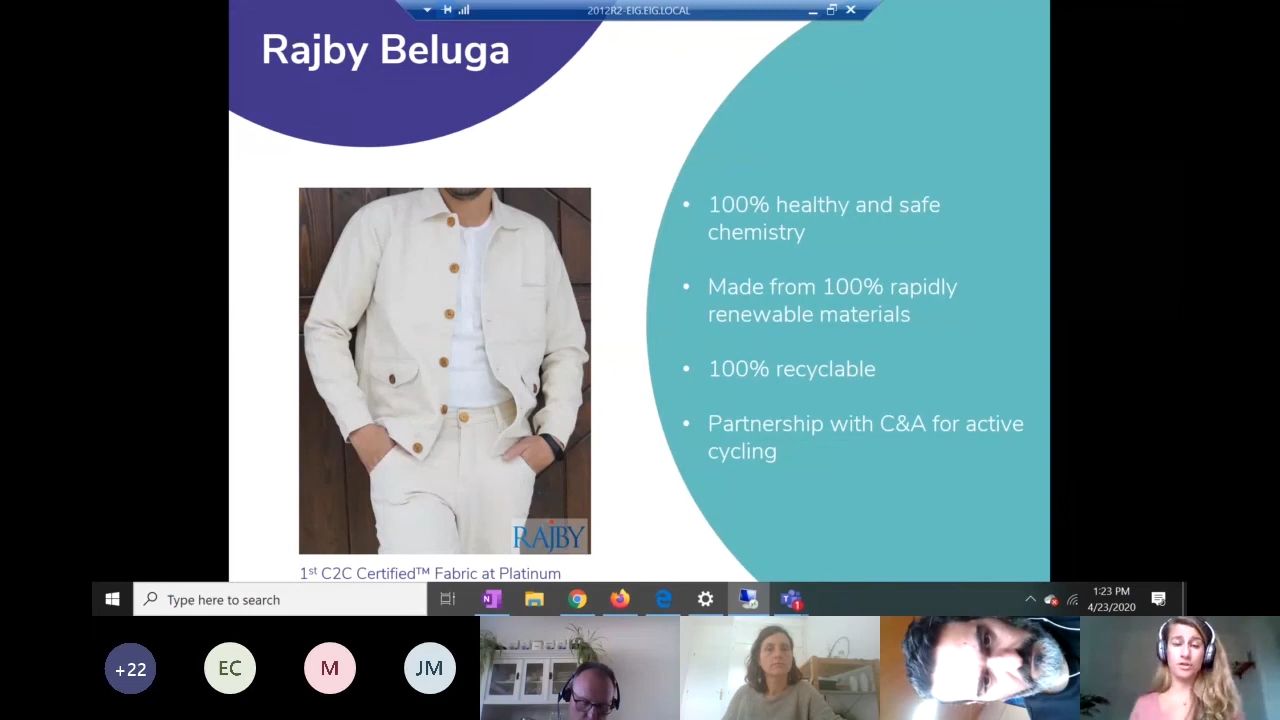 2012R2-EIG.EIG.LOCAL
Rajby Beluga
• 100% healthy and safe
chemistry
• Made from 100% rapidly
renewable materials
• 100% recyclable
• Partnership with C&A for active
cycling
RAJBY
1st C2C Certified™ Fabric at Platinum
Type here to search
1
1:23 PM
4/23/2020
+22
EC
M
JM